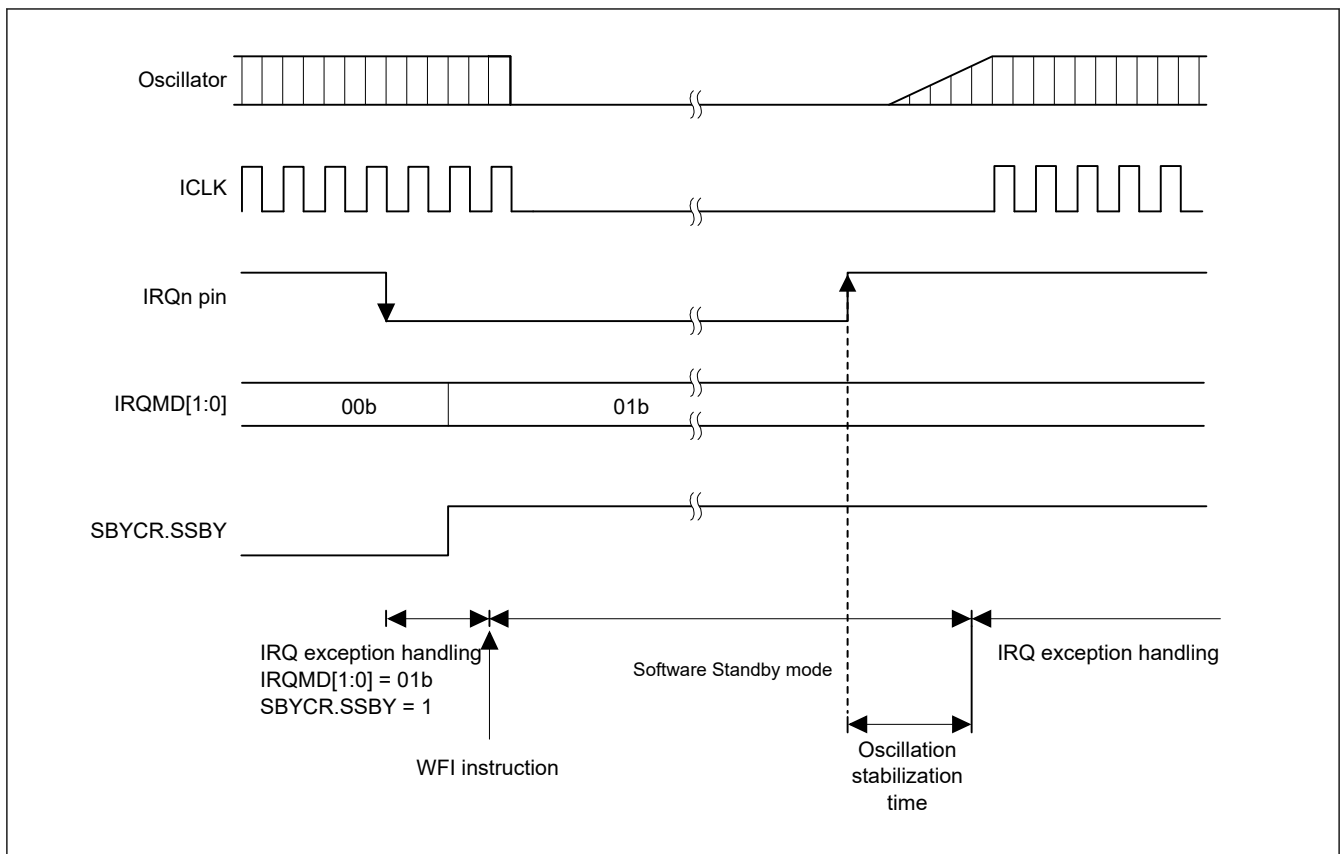 Oscillator
ICLK
IRQn pin
IRQMD[1:0]
00b
01b
SBYCR.SSBY
IRQ exception handling
IRQMD[1:0] = 01b
SBYCR.SSBY = 1
WFI instruction
Software Standby mode
Oscillation
stabilization
time
IRQ exception handling